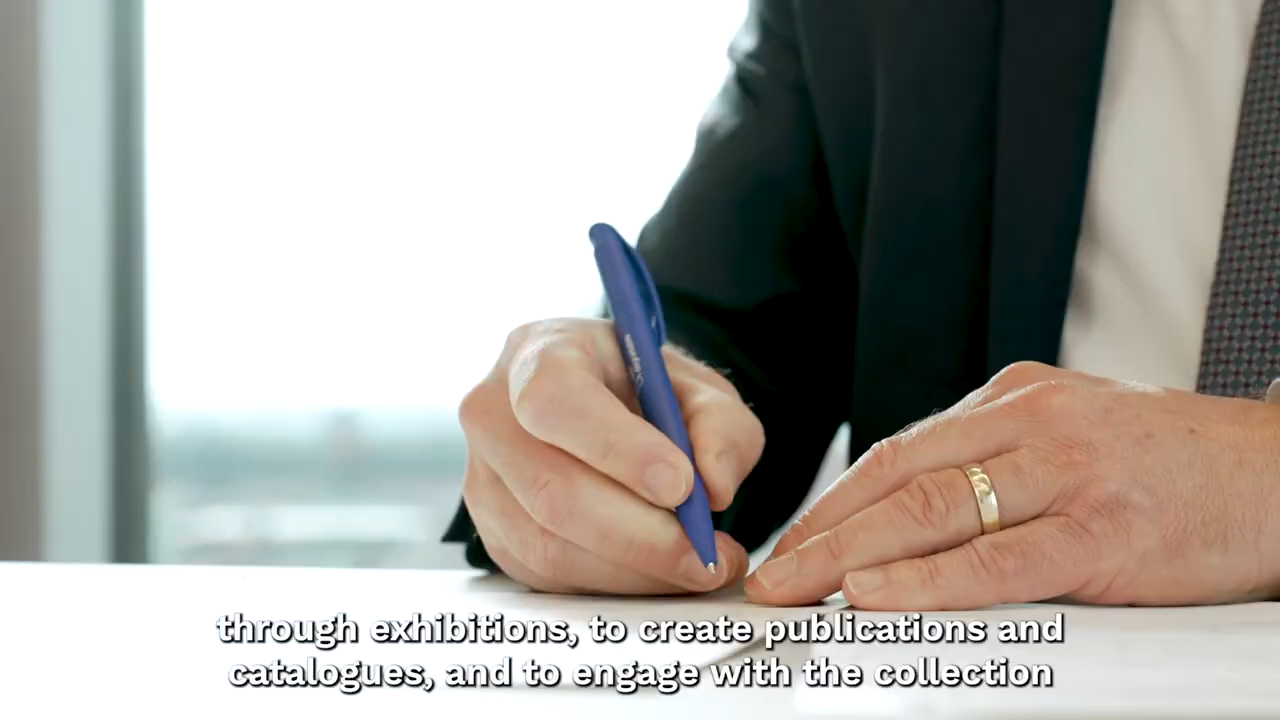 through exhibitions, to create publications and
catalogues, and to engage with the collection